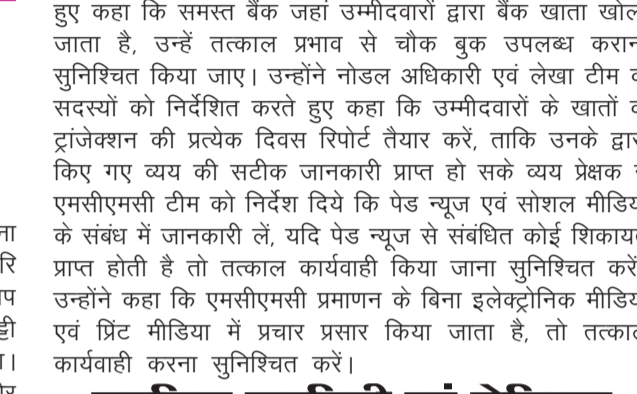 हुए कहा कि समस्त बैंक जहां उम्मीदवारों द्वारा बैंक खाता खोल
जाता है, उन्हें तत्काल प्रभाव से चौक बुक उपलब्ध करान
सुनिश्चित किया जाए। उन्होंने नोडल अधिकारी एवं लेखा टीम
सदस्यों को निर्देशित करते हुए कहा कि उम्मीदवारों के खातों
ट्रांजेक्शन की प्रत्येक दिवस रिपोर्ट तैयार करें, ताकि उनके द्वार
किए गए व्यय की सटीक जानकारी प्राप्त हो सके व्यय प्रेक्षक
एमसीएमसी टीम को निर्देश दिये कि पेड न्यूज एवं सोशल मीडिय
के संबंध में जानकारी लें, यदि पेड न्यूज से संबंधित कोई शिकाय
प्राप्त होती है तो तत्काल कार्यवाही किया जाना सुनिश्चित करें
उन्होंने कहा कि एमसीएमसी प्रमाणन के बिना इलेक्ट्रोनिक मीडिय
एवं प्रिंट मीडिया में प्रचार प्रसार किया जाता है, तो तत्काल
कार्यवाही करना सुनिश्चित करें।